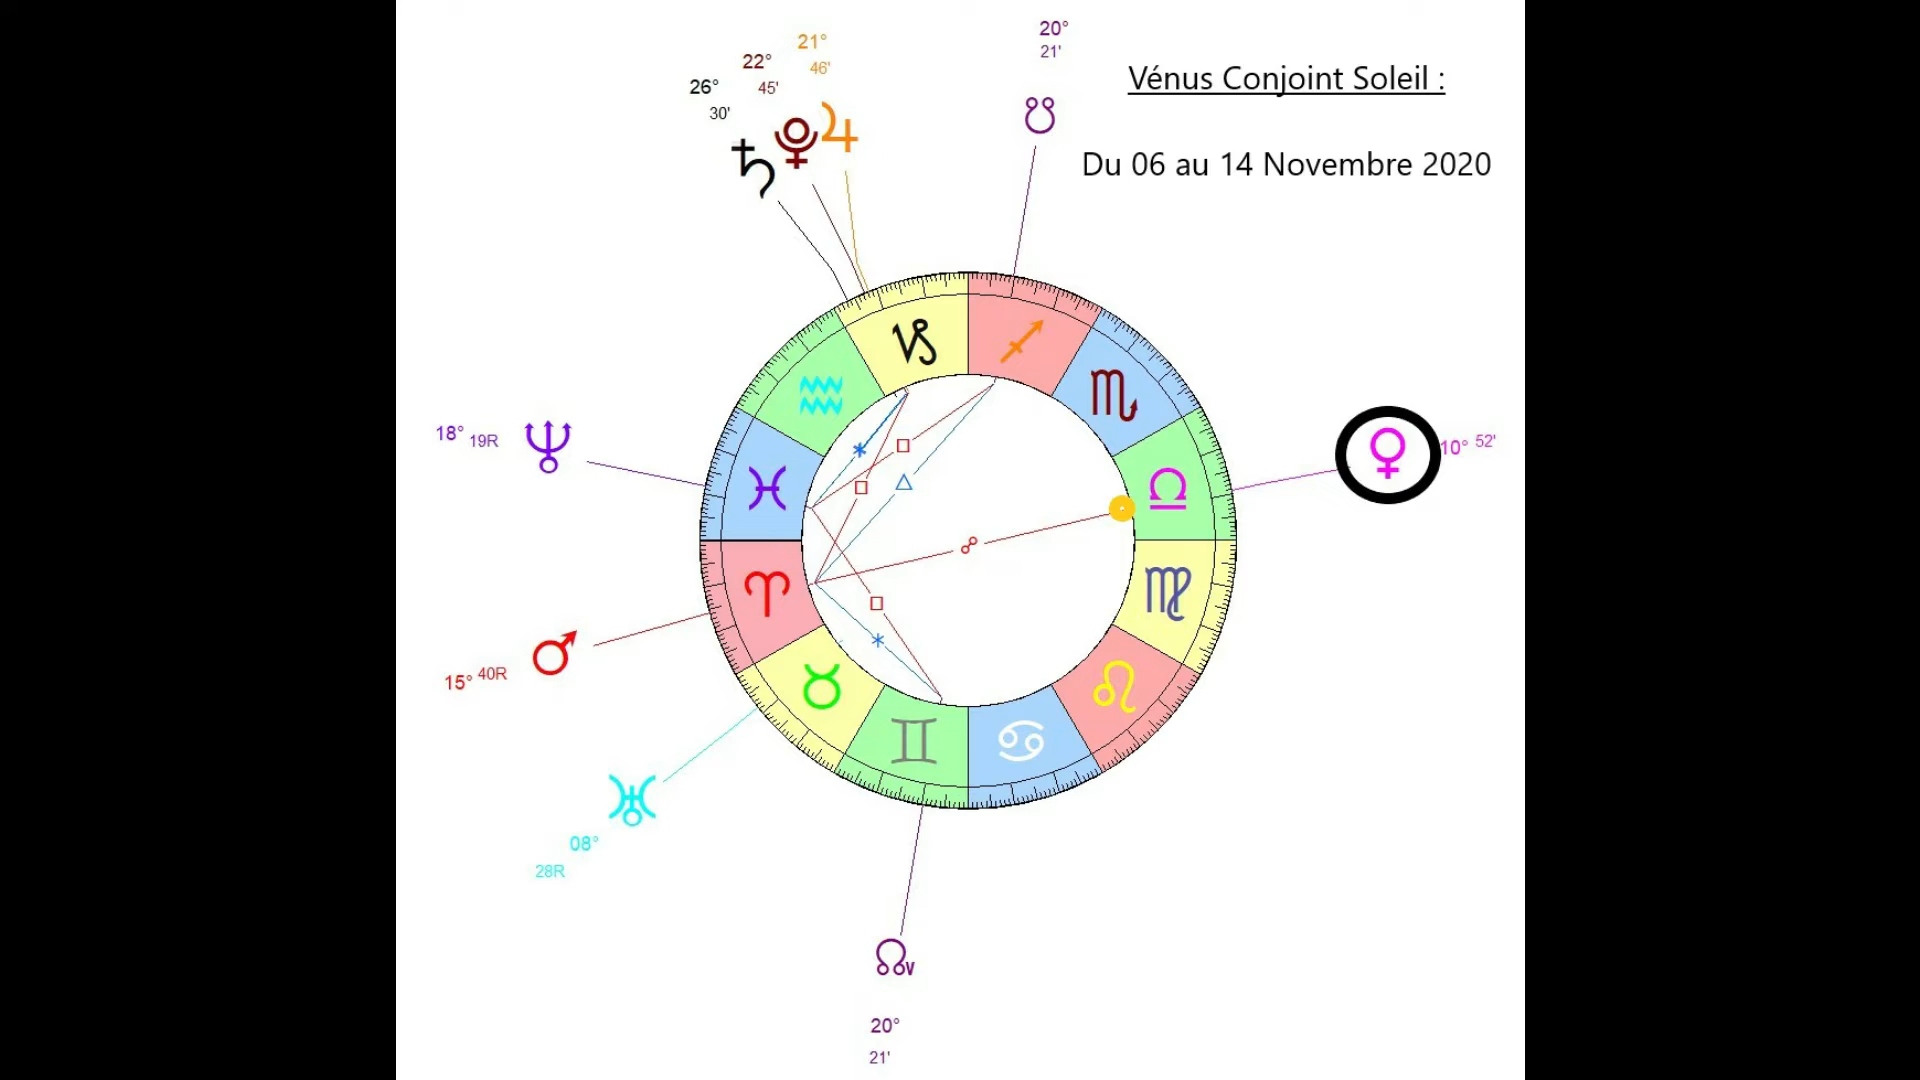 20°
21'
21°
46'
22°
45'
26°
30'
Vénus Conjoint Soleil :
Du 06 au 14 Novembre 2020
18° 19R
10° 52'
15° 40R
08°
28R
V
20°
21'